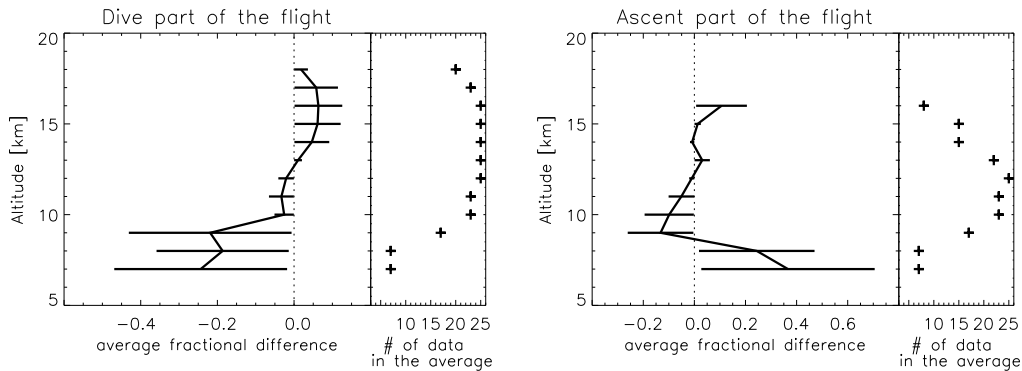 Dive part of the flight
20
15
10
5
Altitude [km]
−0.4 −0.2 0.0
average fractional difference
10 15 20 25
# of data
in the average
Ascent part of the flight
20
15
10
5
Altitude [km]
−0.2 0.0 0.2 0.4 0.6
average fractional difference
10 15 20 25
# of data
in the average